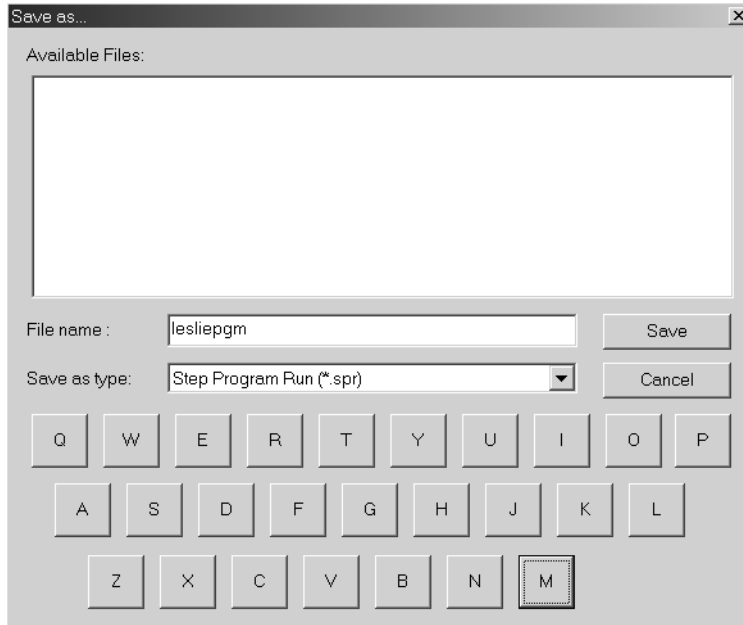 Save as...
Available Files:
File name : lesliepgm Save
Save as type: Step Program Run (*.spr) Cancel
Q W E R T Y U I O P
A S D F G H J K L
Z X C V B N M